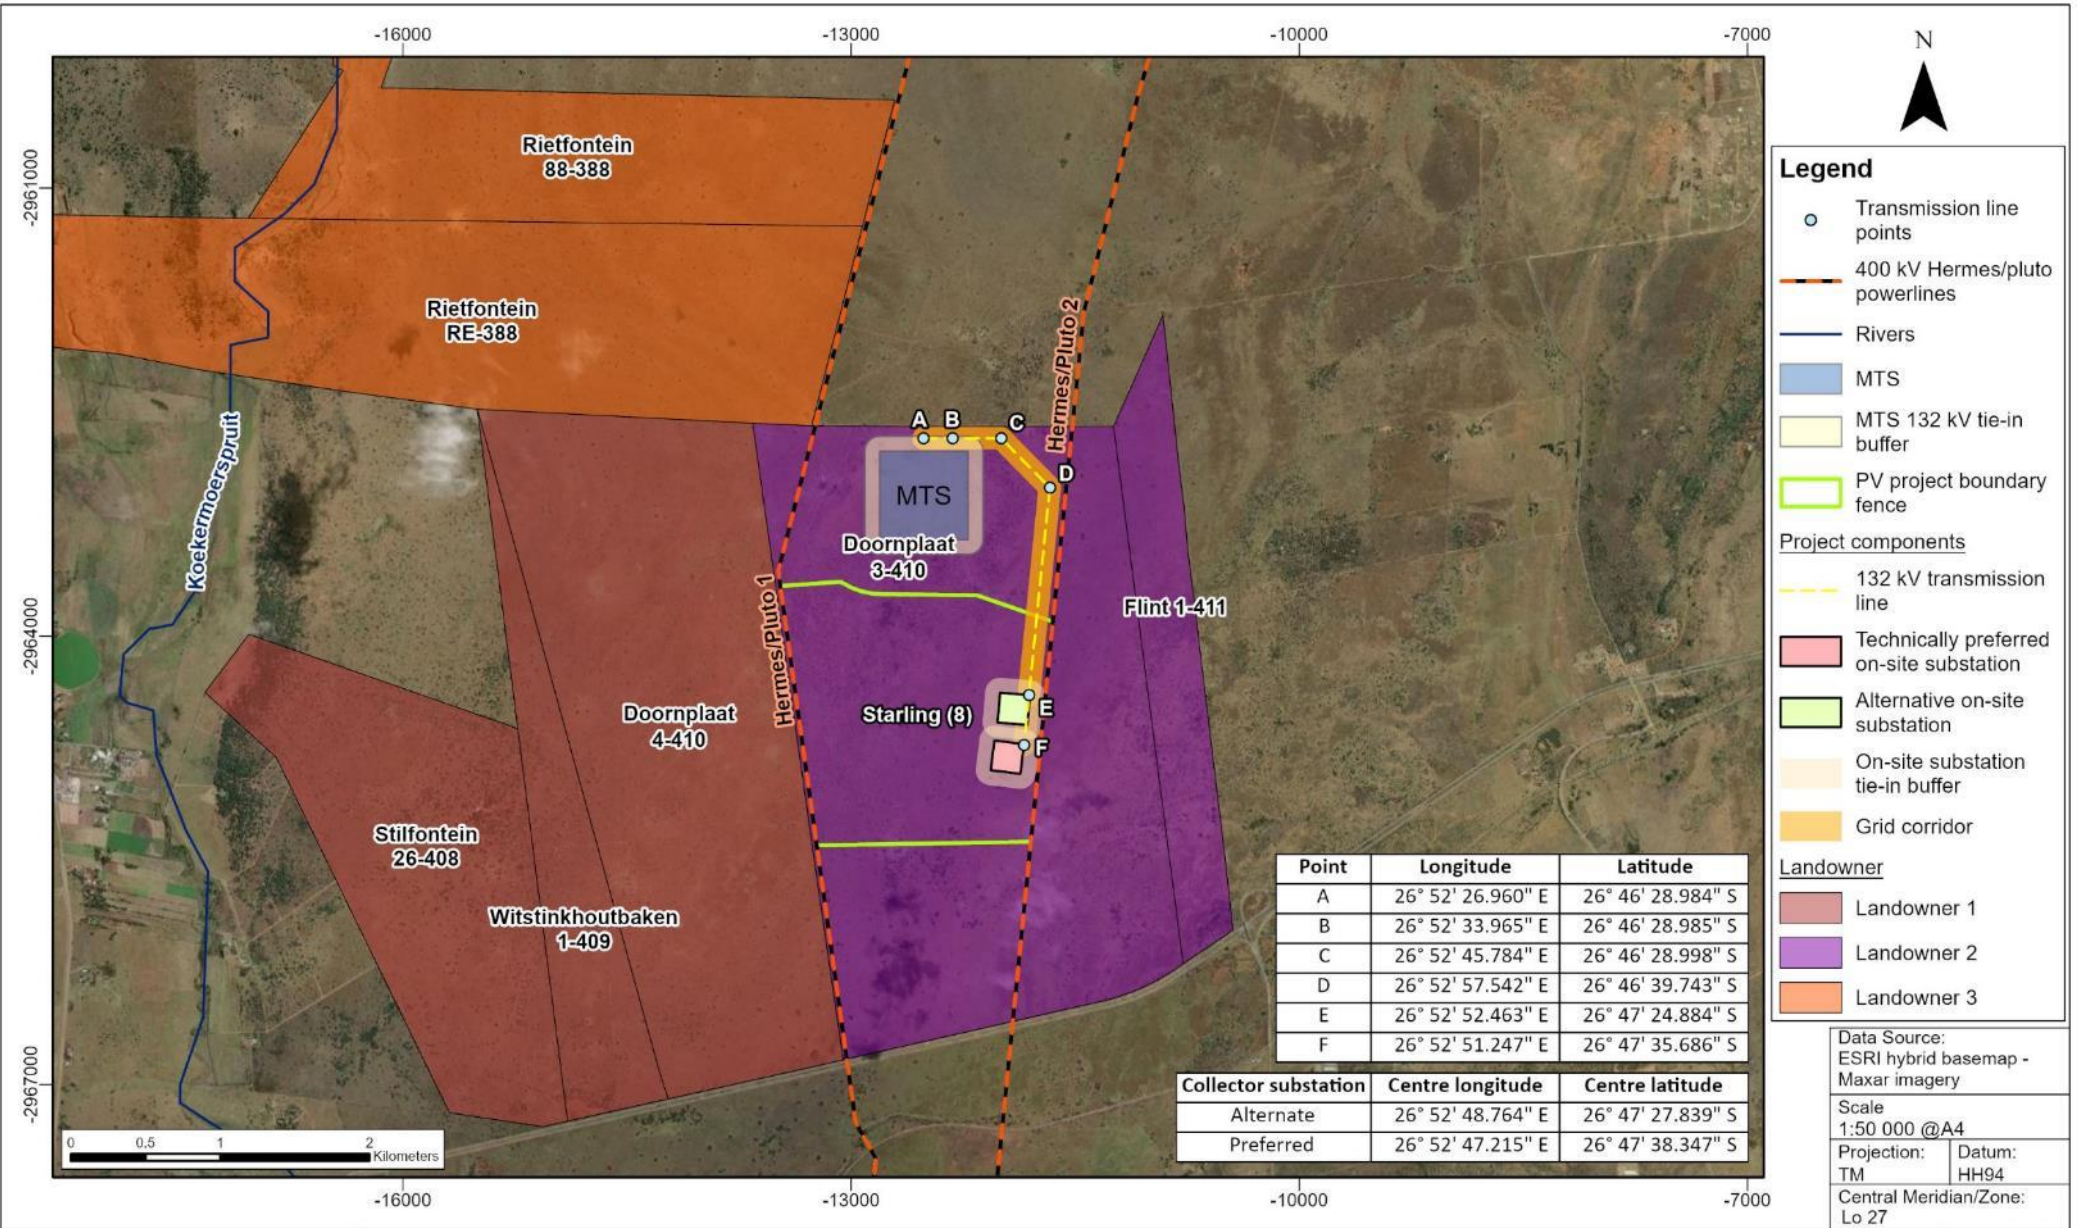 -16000
-13000
-10000
-7000
N
-2961000
-2964000
-2967000
Rietfontein
88-388
Rietfontein
RE-388
Koekermoerspruit
Hermes/Pluto 2
A
B
C
D
MTS
Doornplaat
3-410
Hermes/Pluto 1
Flint 1-411
Doornplaat
4-410
Starling (8)
E
F
Stilfontein
26-408
Witstinkhoutbaken
1-409
Point Longitude Latitude
A 26° 52' 26.960" E 26° 46' 28.984" S
B 26° 52' 33.965" E 26° 46' 28.985" S
C 26° 52' 45.784" E 26° 46' 28.998" S
D 26° 52' 57.542" E 26° 46' 39.743" S
E 26° 52' 52.463" E 26° 47' 24.884" S
F 26° 52' 51.247" E 26° 47' 35.686" S
Collector substation Centre longitude Centre latitude
Alternate 26° 52' 48.764" E 26° 47' 27.839" S
Preferred 26° 52' 47.215" E 26° 47' 38.347" S
0 0,5 1 2
Kilometers
-16000
-13000
-10000
-7000
Legend
Transmission line
points
400 kV Hermes/pluto
powerlines
Rivers
MTS
MTS 132 kV tie-in
buffer
PV project boundary
fence
Project components
132 kV transmission
line
Technically preferred
on-site substation
Alternative on-site
substation
On-site substation
tie-in buffer
Grid corridor
Landowner
Landowner 1
Landowner 2
Landowner 3
Data Source:
ESRI hybrid basemap -
Maxar imagery
Scale
1:50 000 @A4
Projection:
TM
Datum:
HH94
Central Meridian/Zone:
Lo 27